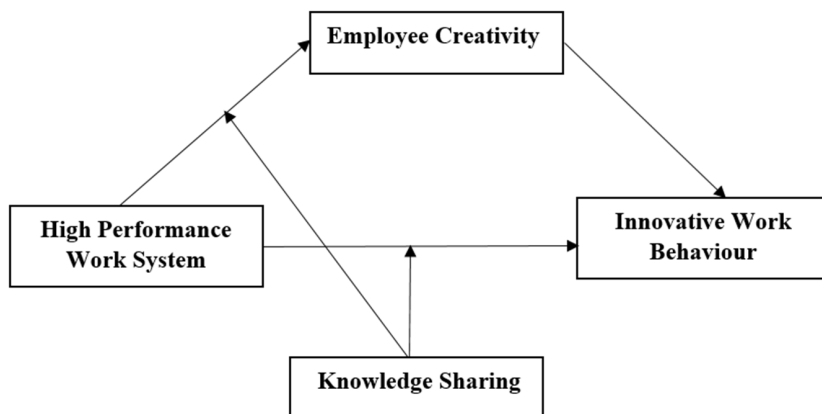 Employee Creativity
High Performance
Work System
Innovative Work
Behaviour
Knowledge Sharing